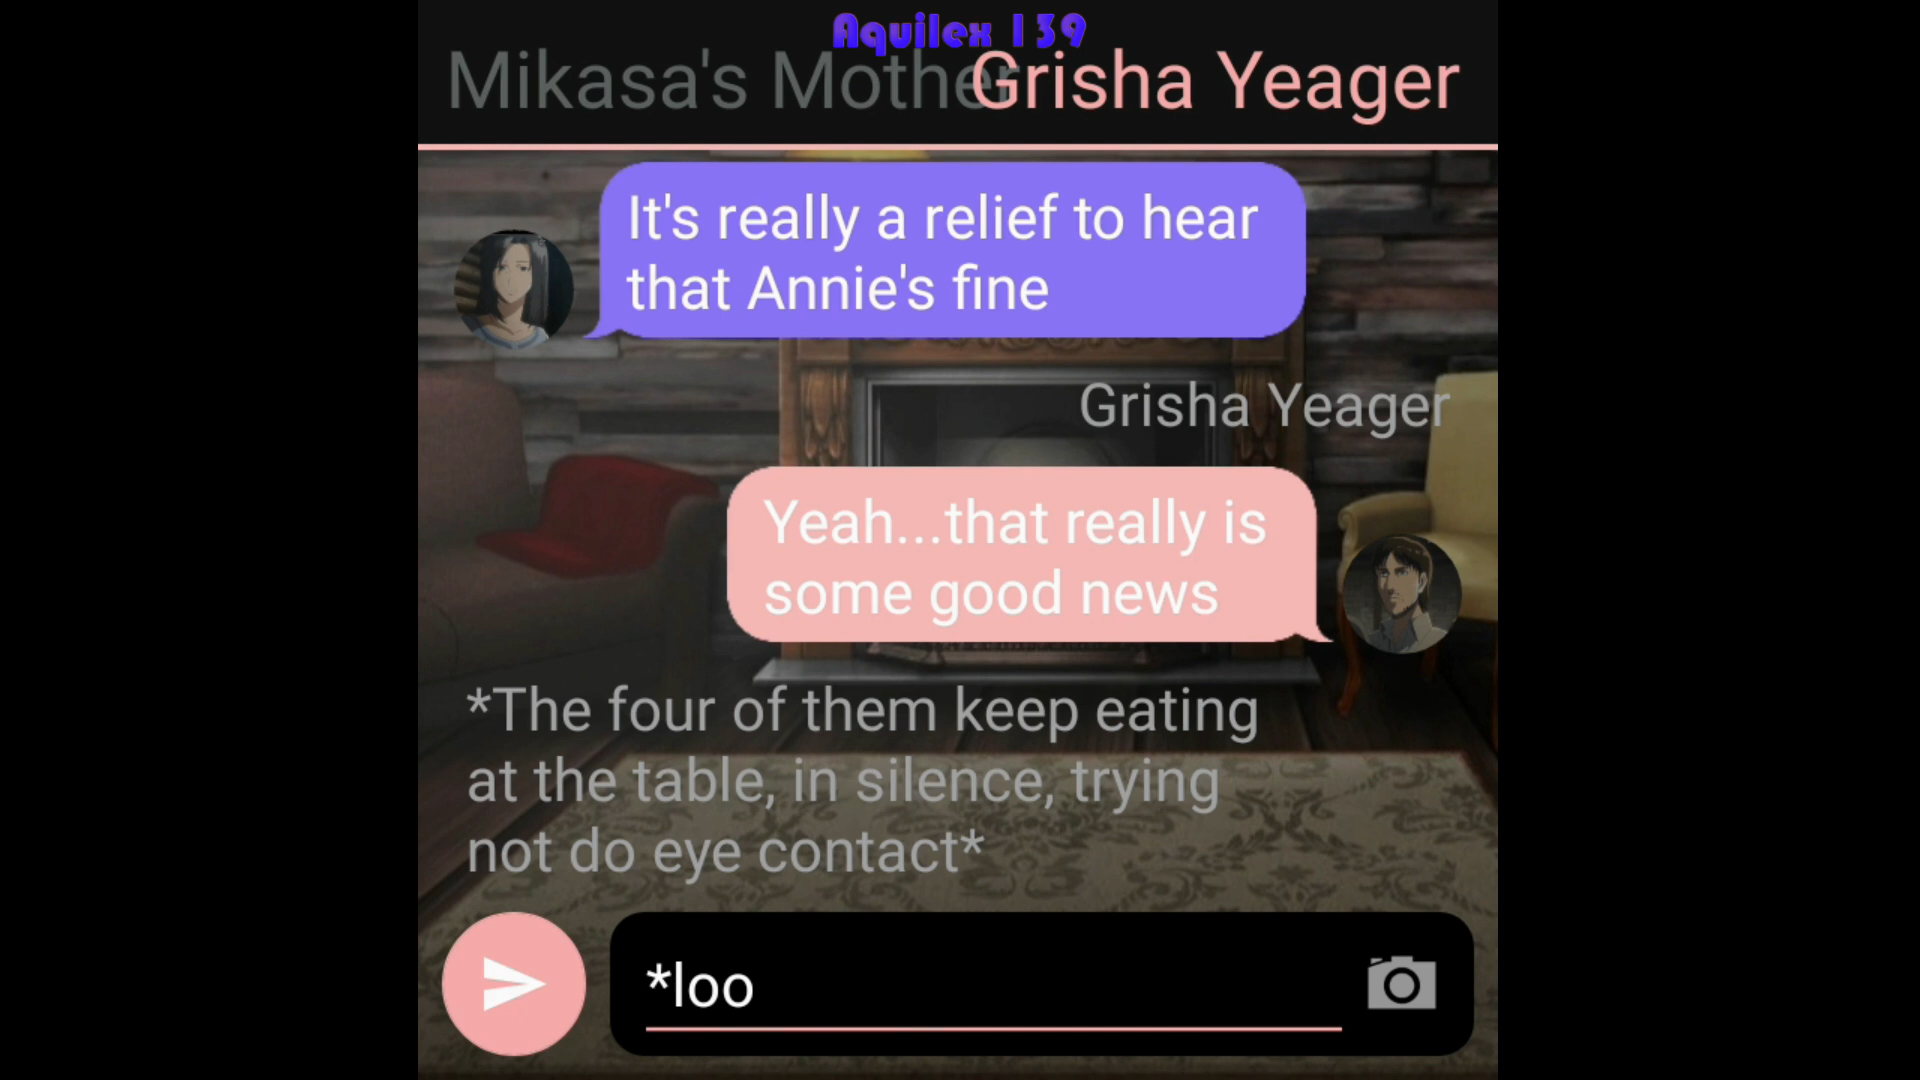 Aquilex 139
Mikasa's Mother
Grisha Yeager
It's really a relief to hear
that Annie's fine
Grisha Yeager
Yeah...that really is
some good news
*The four of them keep eating
at the table, in silence, trying
not do eye contact*
*loo